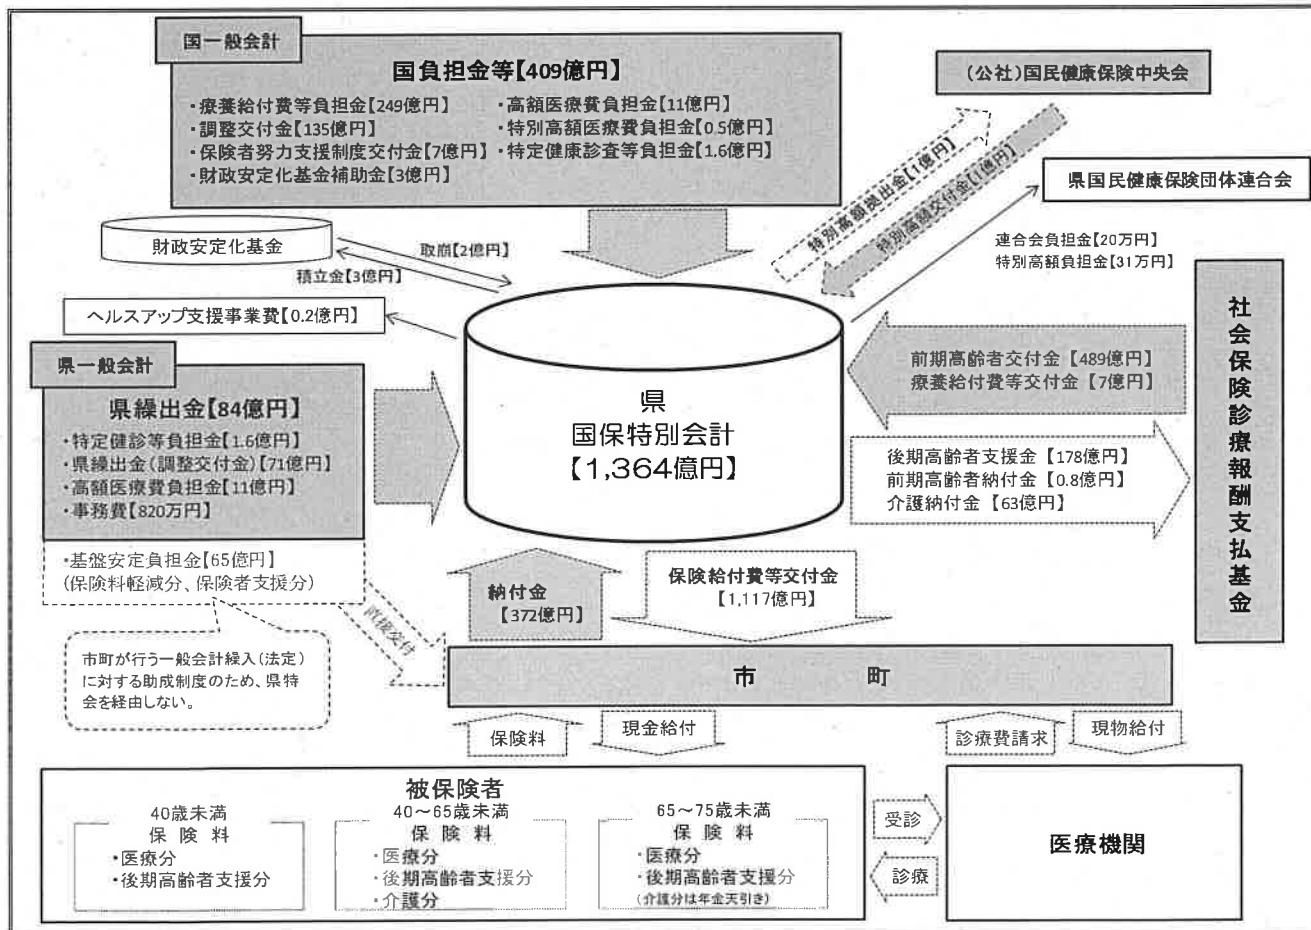 国一般会計
国負担金等【409億円】
・療養給付費等負担金【249億円】
・調整交付金【135億円】
・保険者努力支援制度交付金【7億円】
・財政安定化基金補助金【3億円】
・高額医療費負担金【11億円】
・特別高額医療費負担金【0.5億円】
・特定健康診査等負担金【1.6億円】
(公社)国民健康保険中央会
特別高額拠出金【1億円】
特別高額交付金【1億円】
県国民健康保険団体連合会
連合会負担金【20万円】
特別高額負担金【31万円】
財政安定化基金
取崩【2億円】
積立金【3億円】
ヘルスアップ支援事業費【0.2億円】
県一般会計
県繰出金【84億円】
・特定健診等負担金【1.6億円】
・県繰出金(調整交付金)【71億円】
・高額医療費負担金【11億円】
・事務費【820万円】
・基盤安定負担金【65億円】
(保険料軽減分、保険者支援分)
直接交付
市町が行う一般会計繰入(法定)
に対する助成制度のため、県特
会を経由しない。
県
国保特別会計
【1,364億円】
前期高齢者交付金【489億円】
療養給付費等交付金【7億円】
後期高齢者支援金【178億円】
前期高齢者納付金【0.8億円】
介護納付金【63億円】
社会保険診療報酬支払基金
納付金
【372億円】
保険給付費等交付金
【1,117億円】
市 町
保険料
現金給付
診療費請求
現物給付
被保険者
40歳未満
保険料
・医療分
・後期高齢者支援分
40～65歳未満
保険料
・医療分
・後期高齢者支援分
・介護分
65～75歳未満
保険料
・医療分
・後期高齢者支援分
(介護分は年金天引き)
受診
診療
医療機関